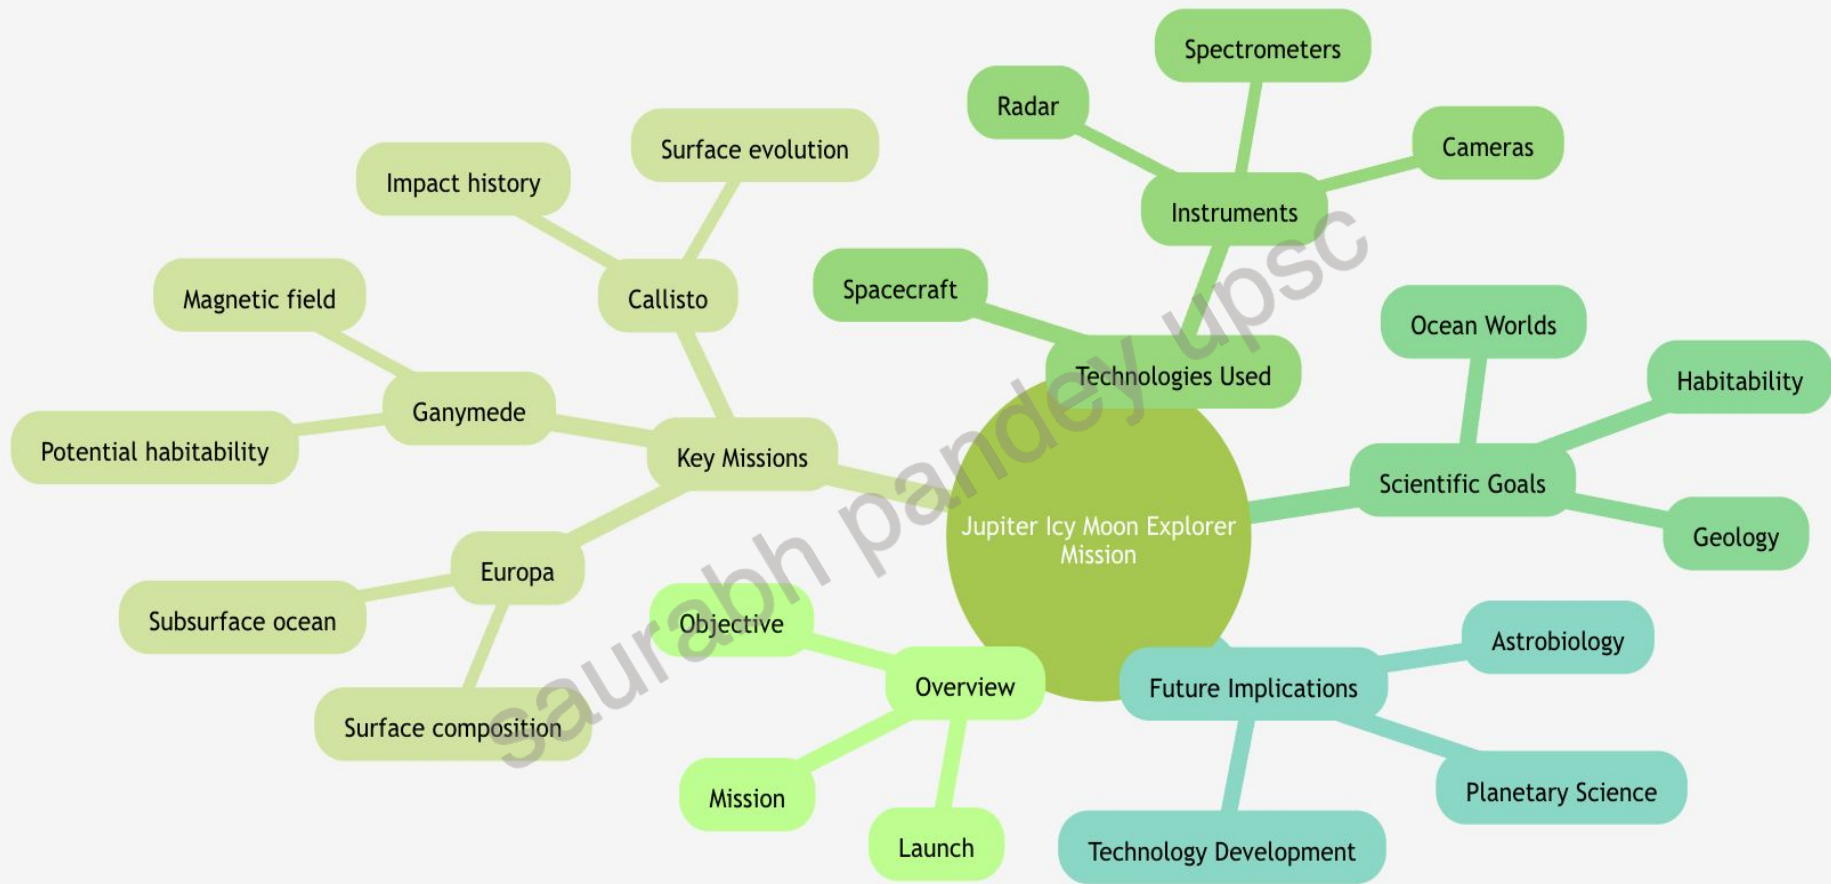 Spectrometers
Radar
Cameras
Surface evolution
Impact history
Instruments
Magnetic field
Callisto
Spacecraft
Ocean Worlds
Technologies Used
Habitability
Ganymede
Potential habitability
Key Missions
Scientific Goals
Jupiter Icy Moon Explorer
Mission
Geology
Europa
Subsurface ocean
Objective
Astrobiology
Overview
Future Implications
Surface composition
Mission
Planetary Science
Launch
Technology Development
saurabh pandey upsc